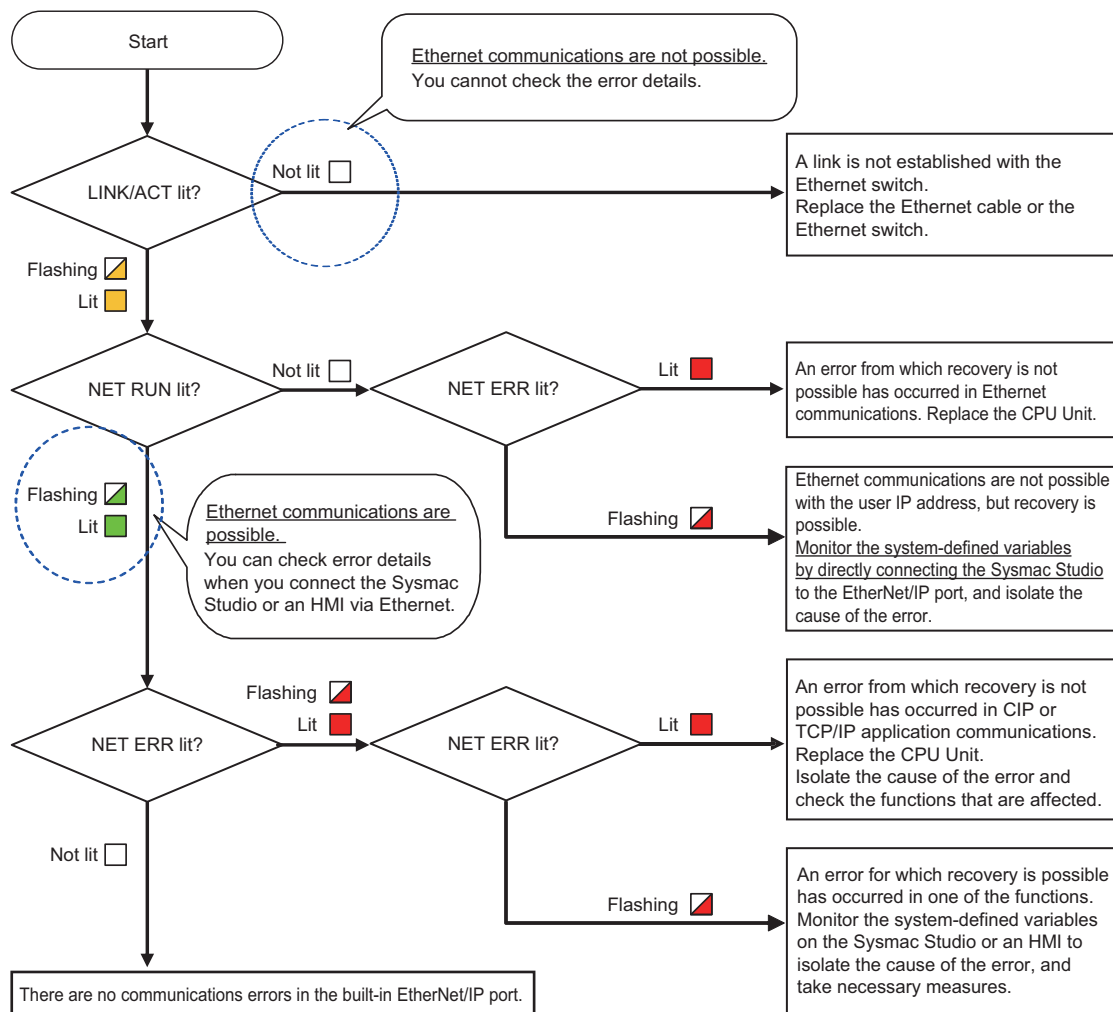 Start
Ethernet communications are not possible.
You cannot check the error details.
LINK/ACT lit?
Not lit
A link is not established with the
Ethernet switch.
Replace the Ethernet cable or the
Ethernet switch.
Flashing
Lit
NET RUN lit?
Not lit
NET ERR lit?
Lit
An error from which recovery is not
possible has occurred in Ethernet
communications. Replace the CPU Unit.
Flashing
Lit
Ethernet communications are
possible.
You can check error details
when you connect the Sysmac
Studio or an HMI via Ethernet.
Flashing
Ethernet communications are not possible
with the user IP address, but recovery is
possible.
Monitor the system-defined variables
by directly connecting the Sysmac Studio
to the EtherNet/IP port, and isolate the
cause of the error.
NET ERR lit?
Flashing
Lit
NET ERR lit?
Lit
An error from which recovery is not
possible has occurred in CIP or
TCP/IP application communications.
Replace the CPU Unit.
Isolate the cause of the error and
check the functions that are affected.
Not lit
Flashing
An error for which recovery is possible
has occurred in one of the functions.
Monitor the system-defined variables
on the Sysmac Studio or an HMI to
isolate the cause of the error, and
take necessary measures.
There are no communications errors in the built-in EtherNet/IP port.